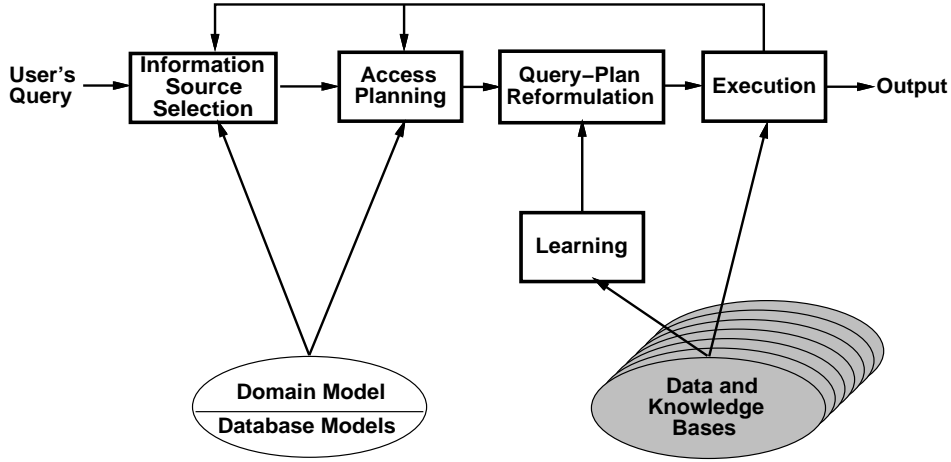 User's
Query
Information
Source
Selection
Access
Planning
Query–Plan
Reformulation
Execution
Output
Learning
Domain Model
Database Models
Data and
Knowledge
Bases